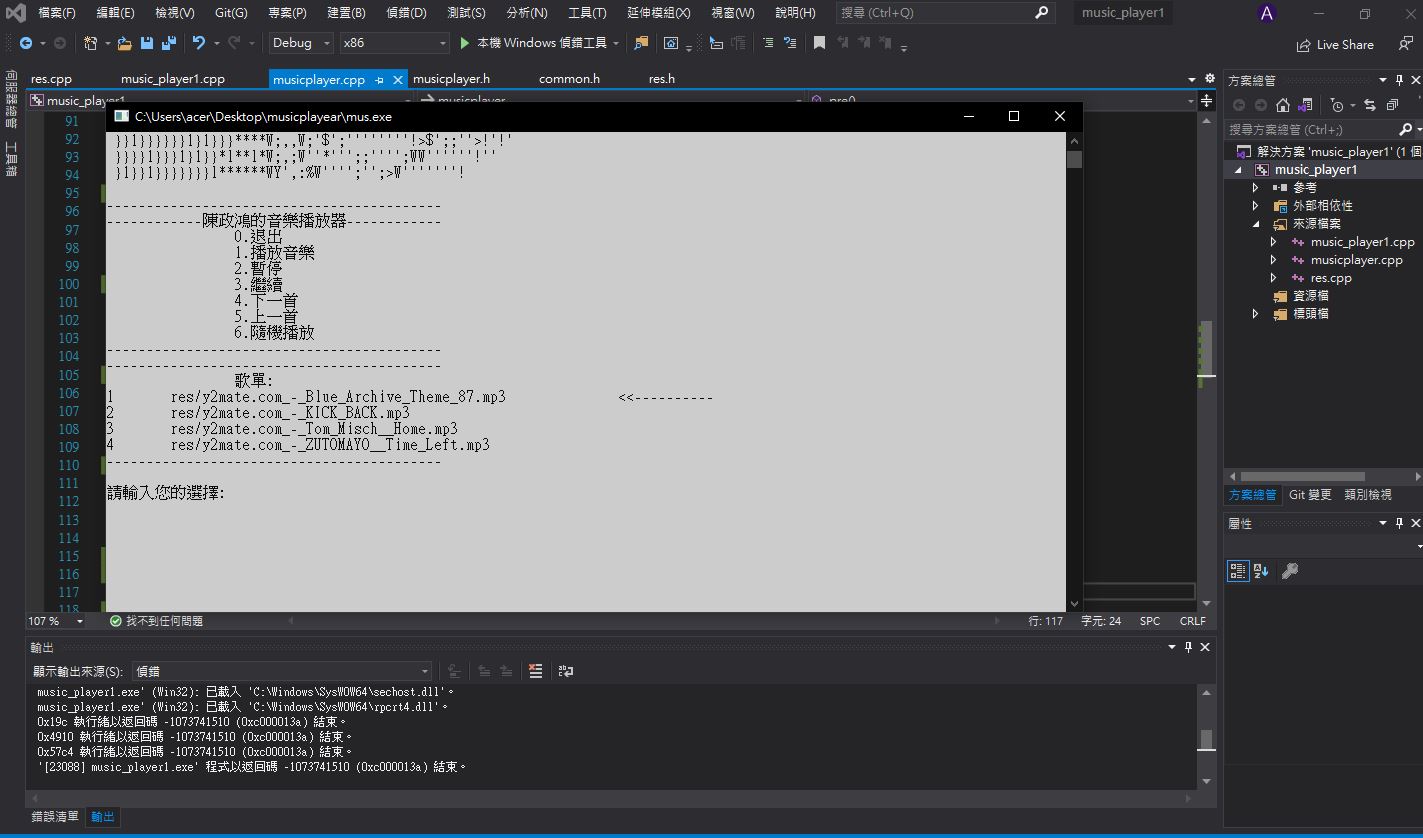 檔案(F) 編輯(E) 檢視(V) Git(G) 專案(P) 建置(B) 偵錯(D) 測試(S) 分析(N) 工具(T) 延伸模組(X) 視窗(W) 說明(H) 搜尋 (Ctrl+Q) music_player1 A
Debug x86 本機 Windows 偵錯工具 Live Share
伺服器總管
工具箱
res.cpp music_player1.cpp musicplayer.cpp musicplayer.h common.h res.h
music_player1 musicplayer pre0
C:\Users\acer\Desktop\musicplayear\mus.exe
91
92
93
94
95
96
97
98
99
100
101
102
103
104
105
106
107
108
109
110
111
112
113
114
115
116
117
118
}}l}}}}}}l}l}}}****W;,,W;'$';'''''''''!>$';;''>!'!'
}}}}l}}}l}l}}*l**l*W;,;W''*''';;'''';WW''''''!''
}l}}l}}}}}}}l******WY',:%W'''';'';>W'''''''!
------------------------------------------
------------陳政鴻的音樂播放器------------
0.退出
1.播放音樂
2.暫停
3.繼續
4.下一首
5.上一首
6.隨機播放
------------------------------------------
------------------------------------------
歌單:
1 res/y2mate.com_-_Blue_Archive_Theme_87.mp3 <<----------
2 res/y2mate.com_-_KICK_BACK.mp3
3 res/y2mate.com_-_Tom_Misch__Home.mp3
4 res/y2mate.com_-_ZUTOMAYO__Time_Left.mp3
------------------------------------------
請輸入您的選擇:
107 % 找不到任何問題 行: 117 字元: 24 SPC CRLF
輸出
顯示輸出來源(S): 偵錯
music_player1.exe' (Win32): 已載入 'C:\Windows\SysWOW64\sechost.dll'。
music_player1.exe' (Win32): 已載入 'C:\Windows\SysWOW64\rpcrt4.dll'。
0x19c 執行緒以返回碼 -1073741510 (0xc000013a) 結束。
0x4910 執行緒以返回碼 -1073741510 (0xc000013a) 結束。
0x57c4 執行緒以返回碼 -1073741510 (0xc000013a) 結束。
'[23088] music_player1.exe' 程式以返回碼 -1073741510 (0xc000013a) 結束。
錯誤清單 輸出
方案總管
搜尋方案總管 (Ctrl+;)
解決方案 'music_player1' (1 個
music_player1
參考
外部相依性
來源檔案
music_player1.cpp
musicplayer.cpp
res.cpp
資源檔
標頭檔
方案總管 Git 變更 類別檢視
屬性